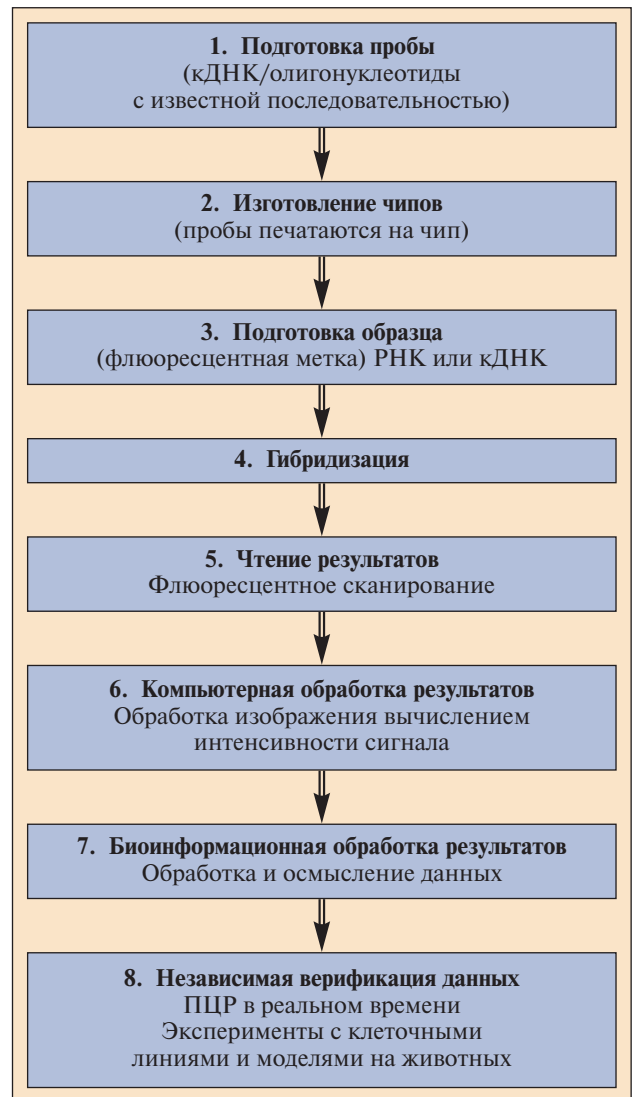 1. Подготовка пробы
(кДНК/олигонуклеотиды
с известной последовательностью)
2. Изготовление чипов
(пробы печатаются на чип)
3. Подготовка образца
(флюоресцентная метка) РНК или кДНК
4. Гибридизация
5. Чтение результатов
Флюоресцентное сканирование
6. Компьютерная обработка результатов
Обработка изображения вычислением
интенсивности сигнала
7. Биоинформационная обработка результатов
Обработка и осмысление данных
8. Независимая верификация данных
ПЦР в реальном времени
Эксперименты с клеточными
линиями и моделями на животных